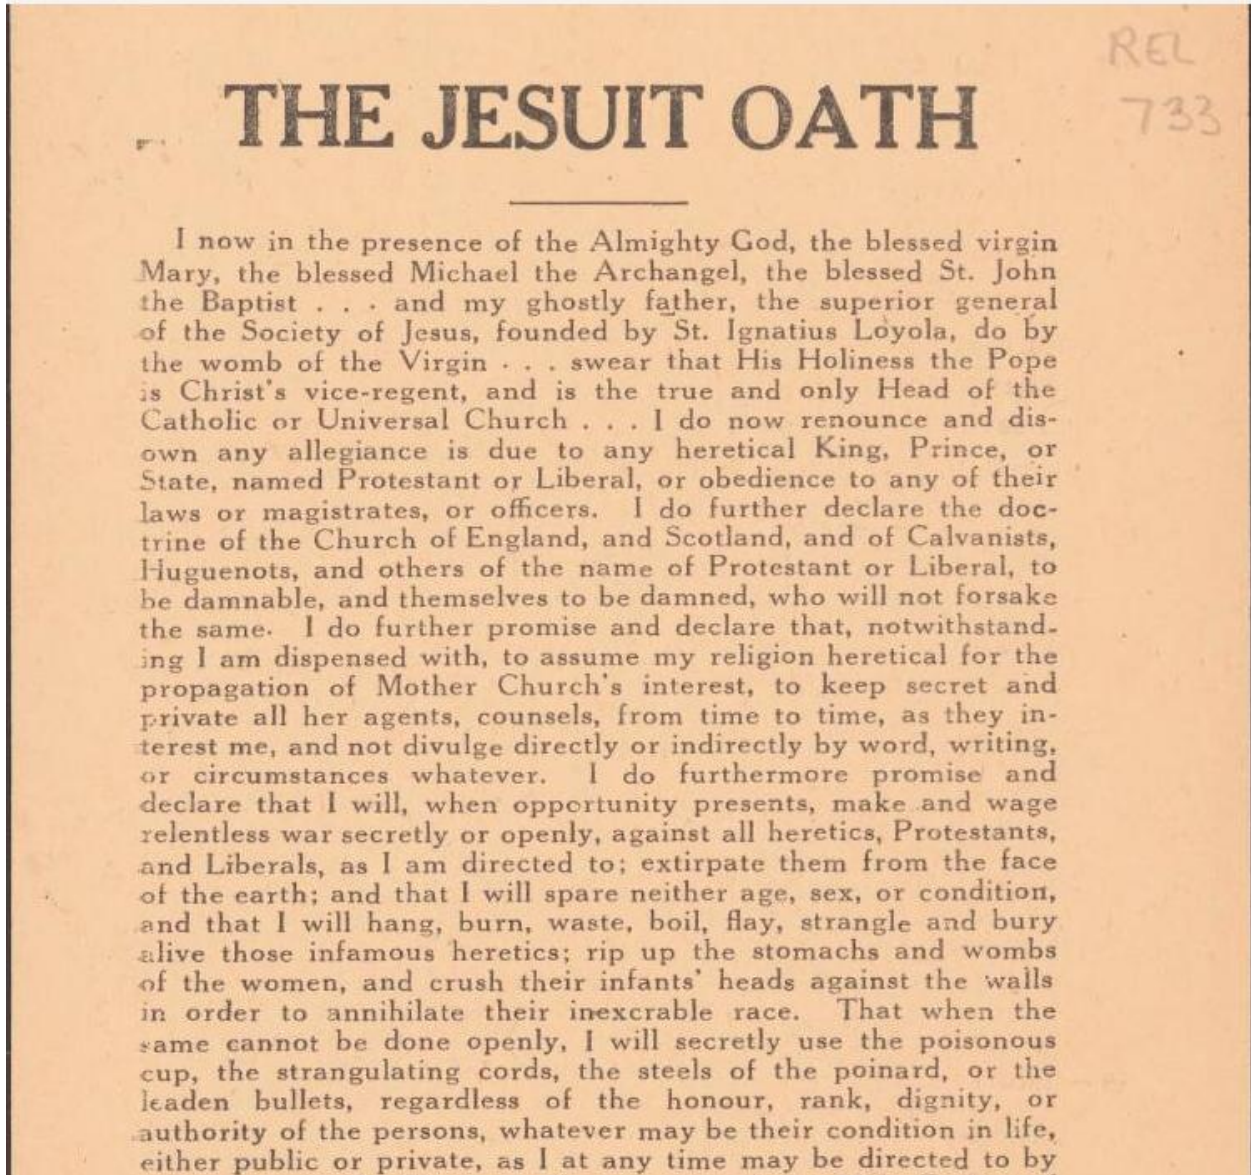 REL
733
THE JESUIT OATH
I now in the presence of the Almighty God, the blessed virgin
Mary, the blessed Michael the Archangel, the blessed St. John
the Baptist . . . and my ghostly father, the superior general
of the Society of Jesus, founded by St. Ignatius Loyola, do by
the womb of the Virgin . . . swear that His Holiness the Pope
is Christ's vice-regent, and is the true and only Head of the
Catholic or Universal Church . . . I do now renounce and dis-
own any allegiance is due to any heretical King, Prince, or
State, named Protestant or Liberal, or obedience to any of their
laws or magistrates, or officers. I do further declare the doc-
trine of the Church of England, and Scotland, and of Calvanists,
Huguenots, and others of the name of Protestant or Liberal, to
be damnable, and themselves to be damned, who will not forsake
the same. I do further promise and declare that, notwithstand-
ing I am dispensed with, to assume my religion heretical for the
propagation of Mother Church's interest, to keep secret and
private all her agents, counsels, from time to time, as they in-
terest me, and not divulge directly or indirectly by word, writing,
or circumstances whatever. I do furthermore promise and
declare that I will, when opportunity presents, make and wage
relentless war secretly or openly, against all heretics, Protestants,
and Liberals, as I am directed to; extirpate them from the face
of the earth; and that I will spare neither age, sex, or condition,
and that I will hang, burn, waste, boil, flay, strangle and bury
alive those infamous heretics; rip up the stomachs and wombs
of the women, and crush their infants' heads against the walls
in order to annihilate their inexcrable race. That when the
same cannot be done openly, I will secretly use the poisonous
cup, the strangulating cords, the steels of the poinard, or the
leaden bullets, regardless of the honour, rank, dignity, or
authority of the persons, whatever may be their condition in life,
either public or private, as I at any time may be directed to by